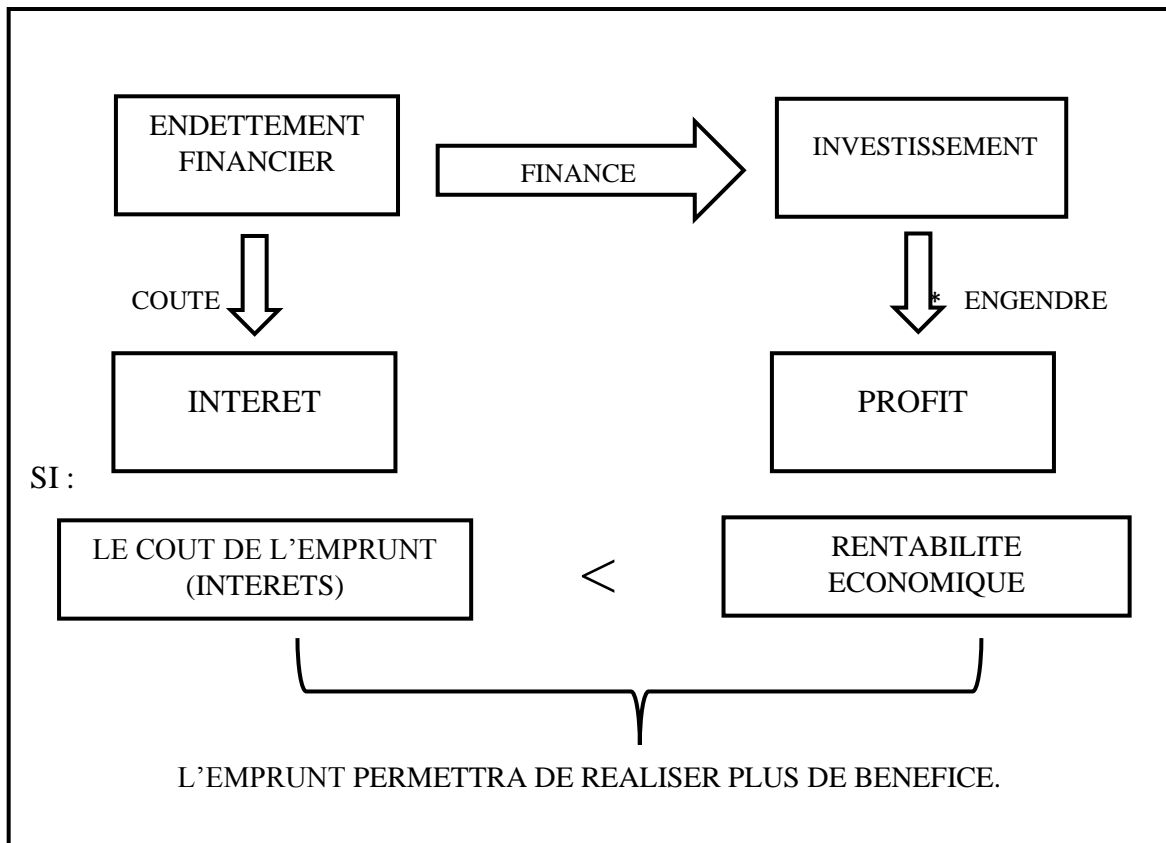 ENDETTEMENT
FINANCIER
FINANCE
INVESTISSEMENT
COUTE
* ENGENDRE
INTERET
PROFIT
SI :
LE COUT DE L’EMPRUNT
(INTERETS)
<
RENTABILITE
ECONOMIQUE
L’EMPRUNT PERMETTRA DE REALISER PLUS DE BENEFICE.